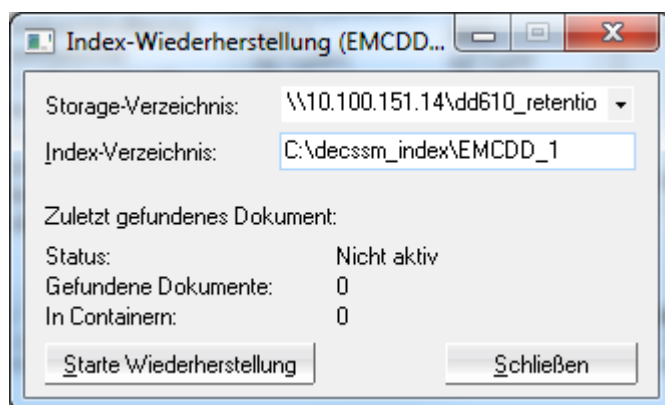 Index-Wiederherstellung (EMCDD...
Storage-Verzeichnis: \\10.100.151.14\dd610_retentio
Index-Verzeichnis: C:\decssm_index\EMCDD_1
Zuletzt gefundenes Dokument:
Status: Nicht aktiv
Gefundene Dokumente: 0
In Containern: 0
Starte Wiederherstellung Schließen